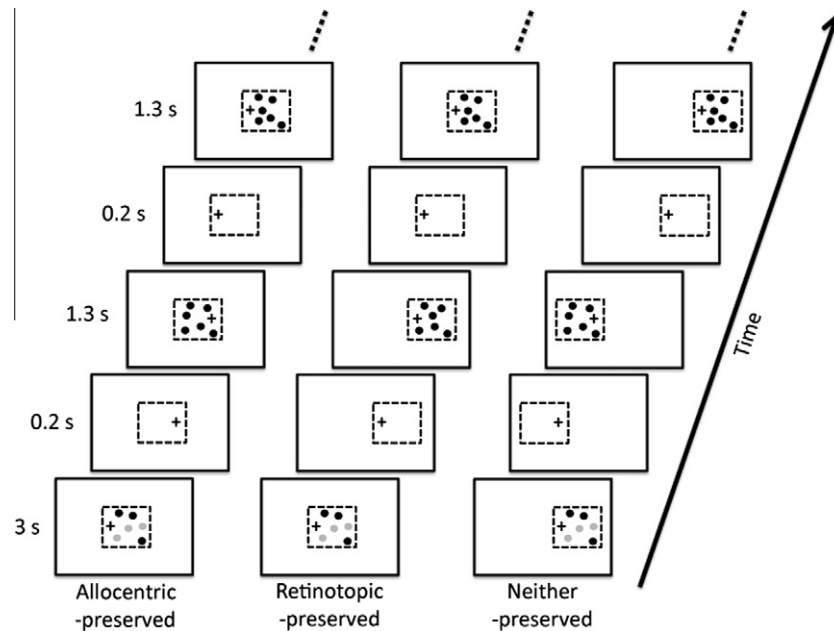 1.3 s
0.2 s
1.3 s
0.2 s
3 s
Time
Allocentric
-preserved
Retinotopic
-preserved
Neither
-preserved